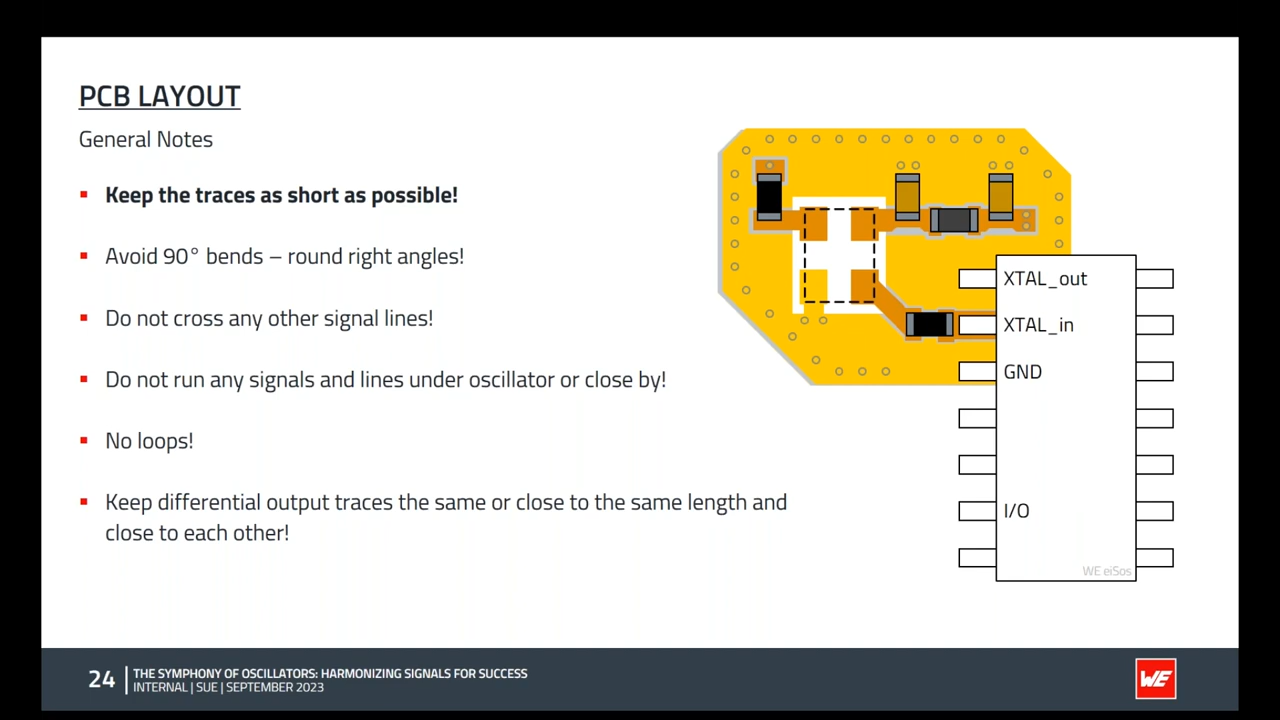 PCB LAYOUT
General Notes
Keep the traces as short as possible!
Avoid 90° bends – round right angles!
Do not cross any other signal lines!
Do not run any signals and lines under oscillator or close by!
No loops!
Keep differential output traces the same or close to the same length and
close to each other!
XTAL_out
XTAL_in
GND
I/O
WE eiSos
24
THE SYMPHONY OF OSCILLATORS: HARMONIZING SIGNALS FOR SUCCESS
INTERNAL | SUE | SEPTEMBER 2023
WE